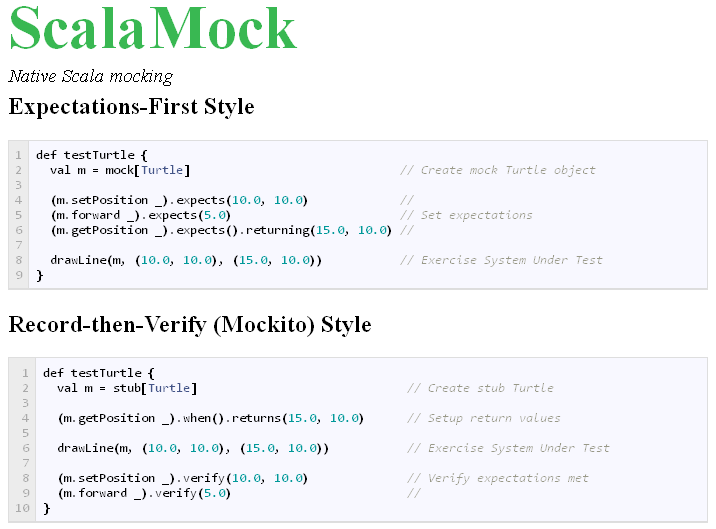 ScalaMock
Native Scala mocking
Expectations-First Style
1 def testTurtle {
2   val m = mock[Turtle]                             // Create mock Turtle object
3
4   (m.setPosition _).expects(10.0, 10.0)             //
5   (m.forward _).expects(5.0)                        // Set expectations
6   (m.getPosition _).expects().returning(15.0, 10.0) //
7
8   drawLine(m, (10.0, 10.0), (15.0, 10.0))           // Exercise System Under Test
9 }
Record-then-Verify (Mockito) Style
1 def testTurtle {
2   val m = stub[Turtle]                              // Create stub Turtle
3
4   (m.getPosition _).when().returns(15.0, 10.0)      // Setup return values
5
6   drawLine(m, (10.0, 10.0), (15.0, 10.0))           // Exercise System Under Test
7
8   (m.setPosition _).verify(10.0, 10.0)              // Verify expectations met
9   (m.forward _).verify(5.0)                         //
10 }